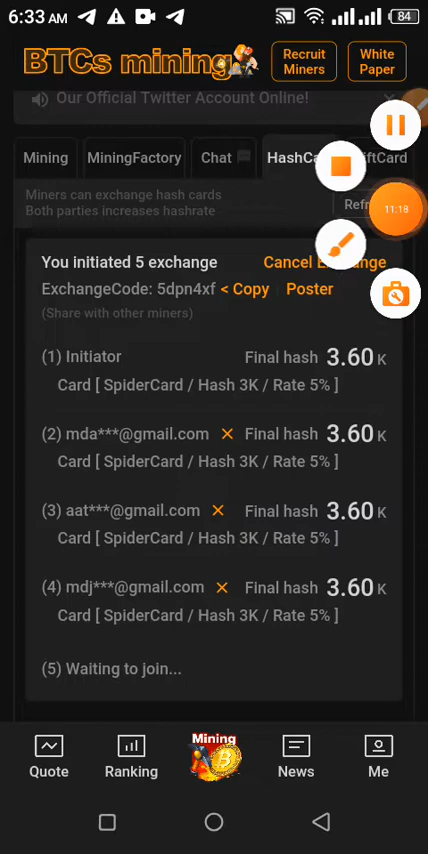 6:33 AM
84
BTCs mining
Recruit
Miners
White
Paper
Our Official Twitter Account Online!
Mining
MiningFactory
Chat
HashCa
iftCard
Miners can exchange hash cards
Both parties increases hashrate
Refr
11:18
You initiated 5 exchange
Cancel Exchange
ExchangeCode: 5dpn4xf < Copy Poster
(Share with other miners)
(1) Initiator Final hash 3.60 K
Card [ SpiderCard / Hash 3K / Rate 5% ]
(2) mda***@gmail.com × Final hash 3.60 K
Card [ SpiderCard / Hash 3K / Rate 5% ]
(3) aat***@gmail.com × Final hash 3.60 K
Card [ SpiderCard / Hash 3K / Rate 5% ]
(4) mdj***@gmail.com × Final hash 3.60 K
Card [ SpiderCard / Hash 3K / Rate 5% ]
(5) Waiting to join...
Mining
Quote
Ranking
News
Me